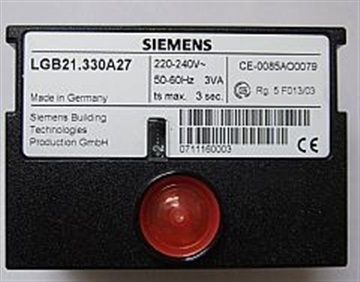 SIEMENS
LGB21.330A27
220-240V~
50-60Hz 3VA
ts max. 3 sec.
CE-0085AO0079
Rg. 5 F013/03
Made in Germany
Siemens Building
Technologies
Production GmbH
0711160003
CE